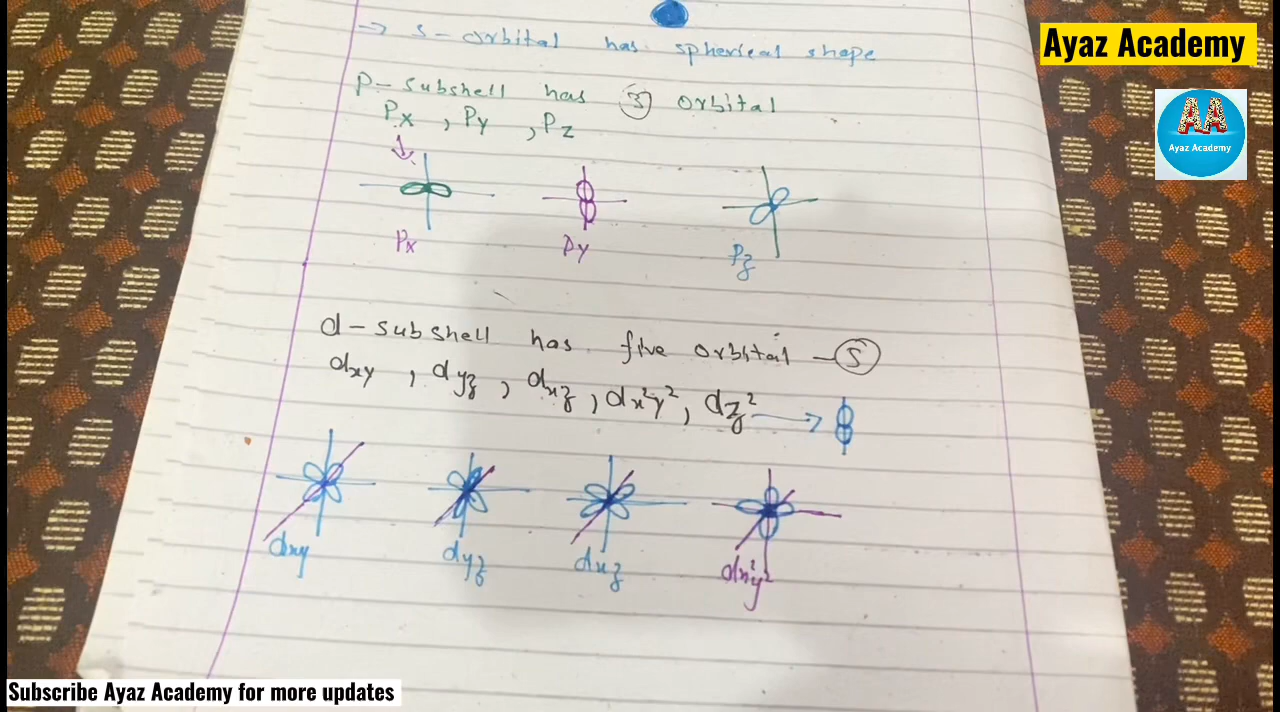 → s-orbital has spherical shape
P-subshell has ③ orbital
Px , Py , Pz
Px Py Pz
d-subshell has five orbital -⑤
dxy , dyz , dxz , dx²y² , dz² →
dxy dyz dxz dx²y²
Ayaz Academy
AA
Ayaz Academy
Subscribe Ayaz Academy for more updates